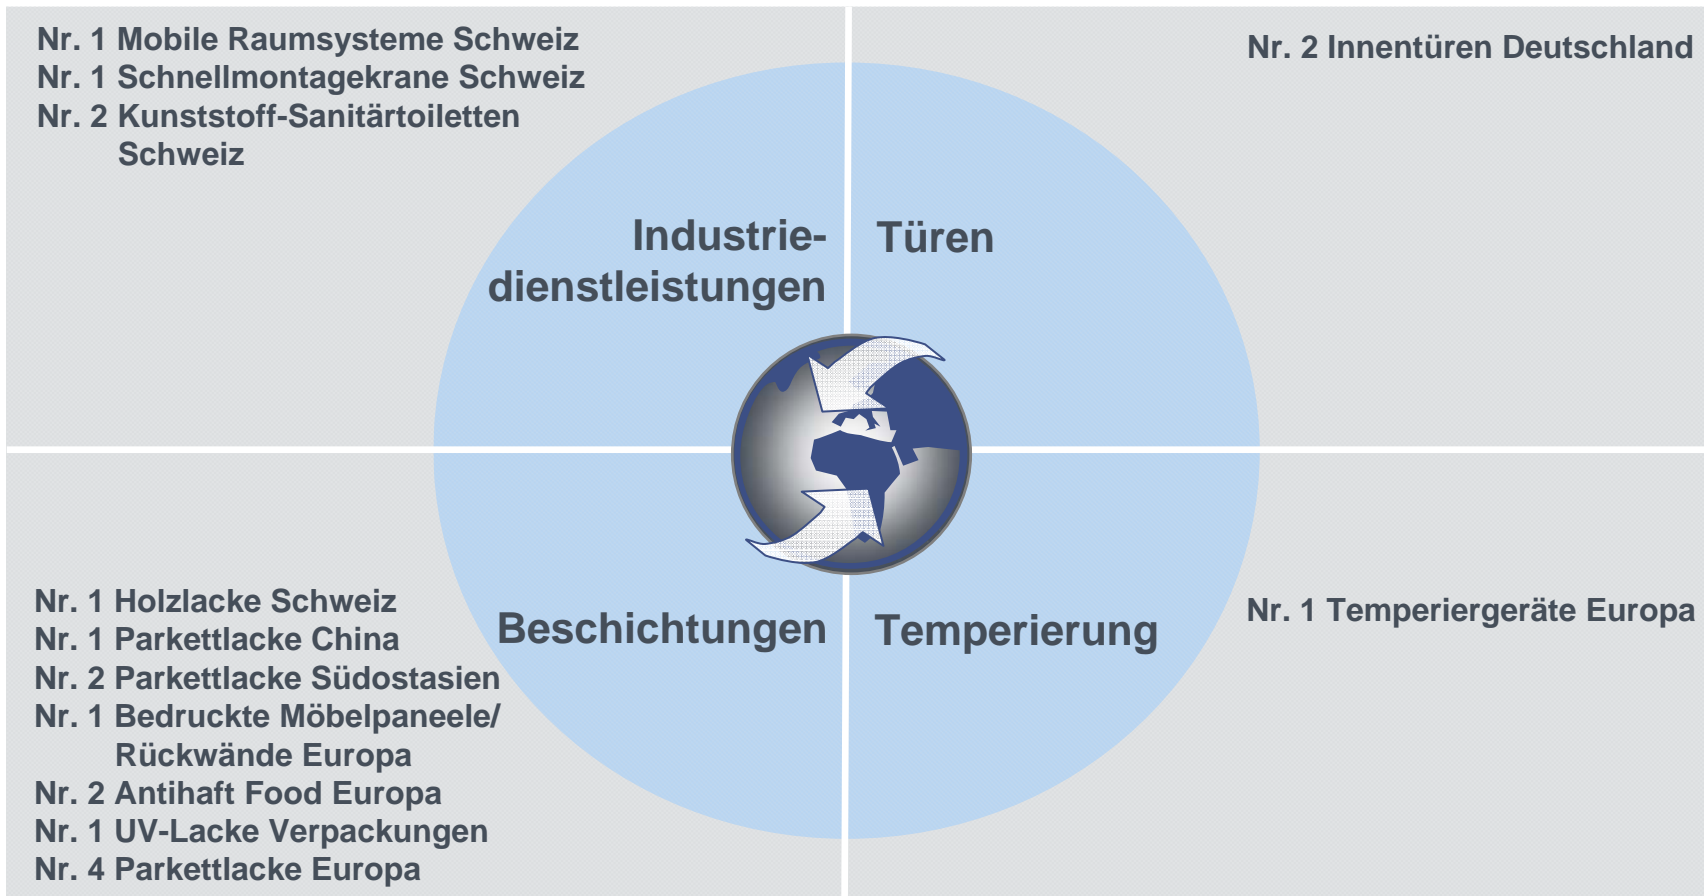 Nr. 1 Mobile Raumsysteme Schweiz
Nr. 1 Schnellmontagekrane Schweiz
Nr. 2 Kunststoff-Sanitärtoiletten
Schweiz
Nr. 2 Innentüren Deutschland
Industrie-
dienstleistungen
Türen
Beschichtungen
Temperierung
Nr. 1 Holzlacke Schweiz
Nr. 1 Parkettlacke China
Nr. 2 Parkettlacke Südostasien
Nr. 1 Bedruckte Möbelpaneele/
Rückwände Europa
Nr. 2 Antihaft Food Europa
Nr. 1 UV-Lacke Verpackungen
Nr. 4 Parkettlacke Europa
Nr. 1 Temperiergeräte Europa